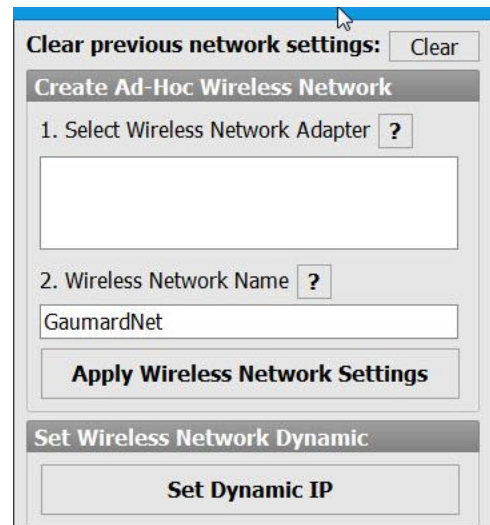 Clear previous network settings: Clear
Create Ad-Hoc Wireless Network
1. Select Wireless Network Adapter ?
2. Wireless Network Name ?
GaumardNet
Apply Wireless Network Settings
Set Wireless Network Dynamic
Set Dynamic IP